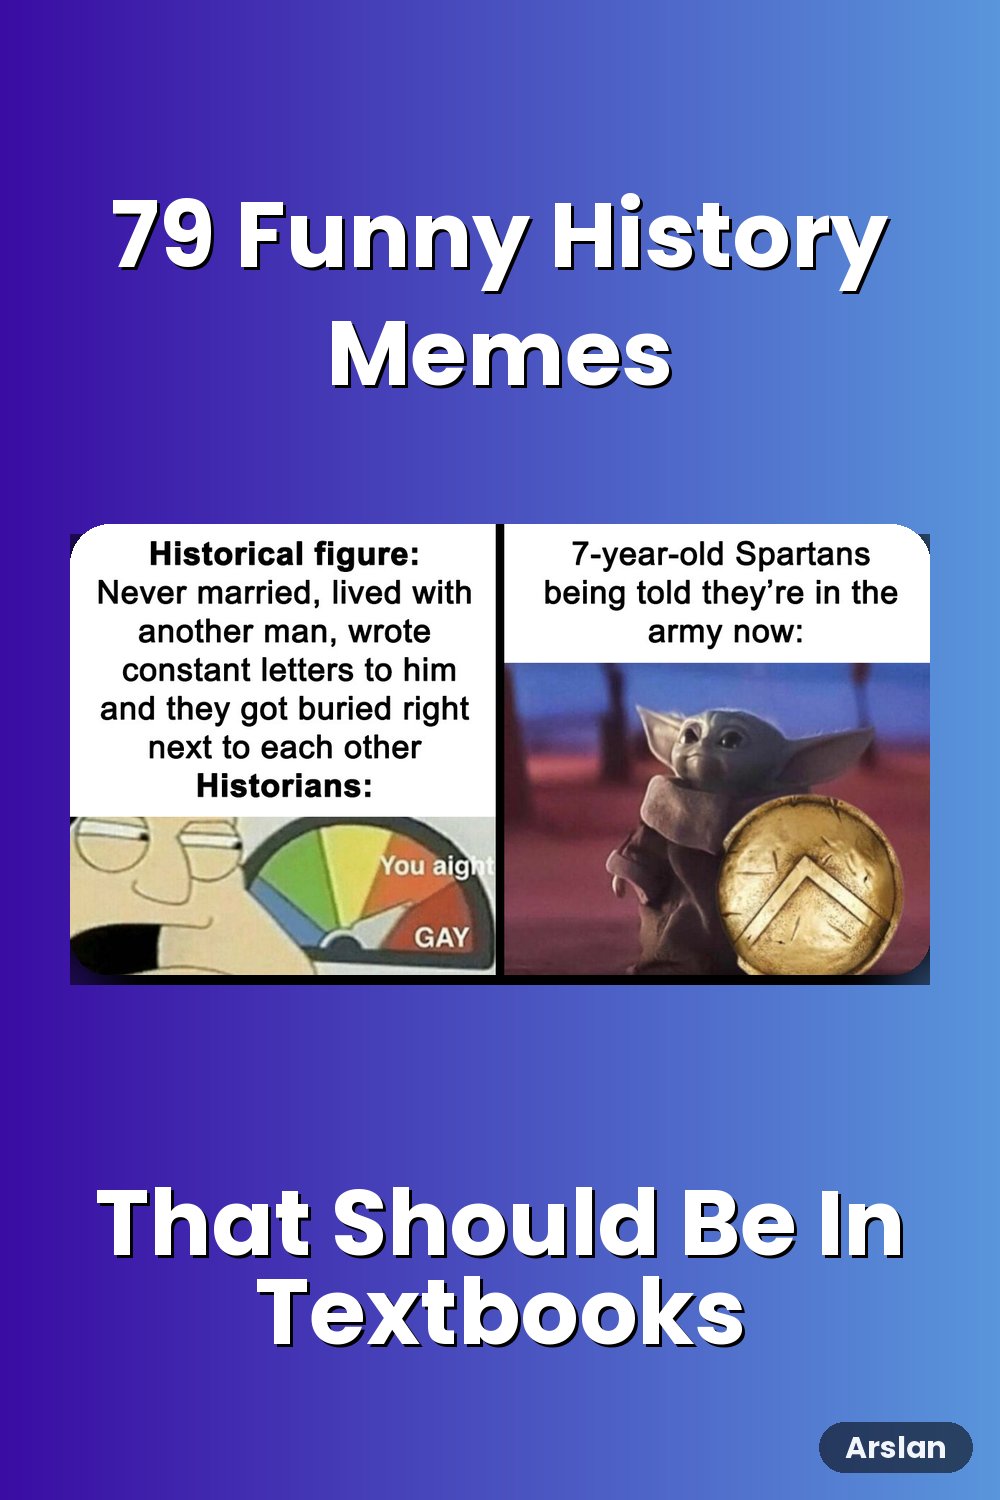 79 Funny History
Memes
Historical figure:
Never married, lived with
another man, wrote
constant letters to him
and they got buried right
next to each other
Historians:
You aight
GAY
7-year-old Spartans
being told they’re in the
army now:
That Should Be In
Textbooks
Arslan